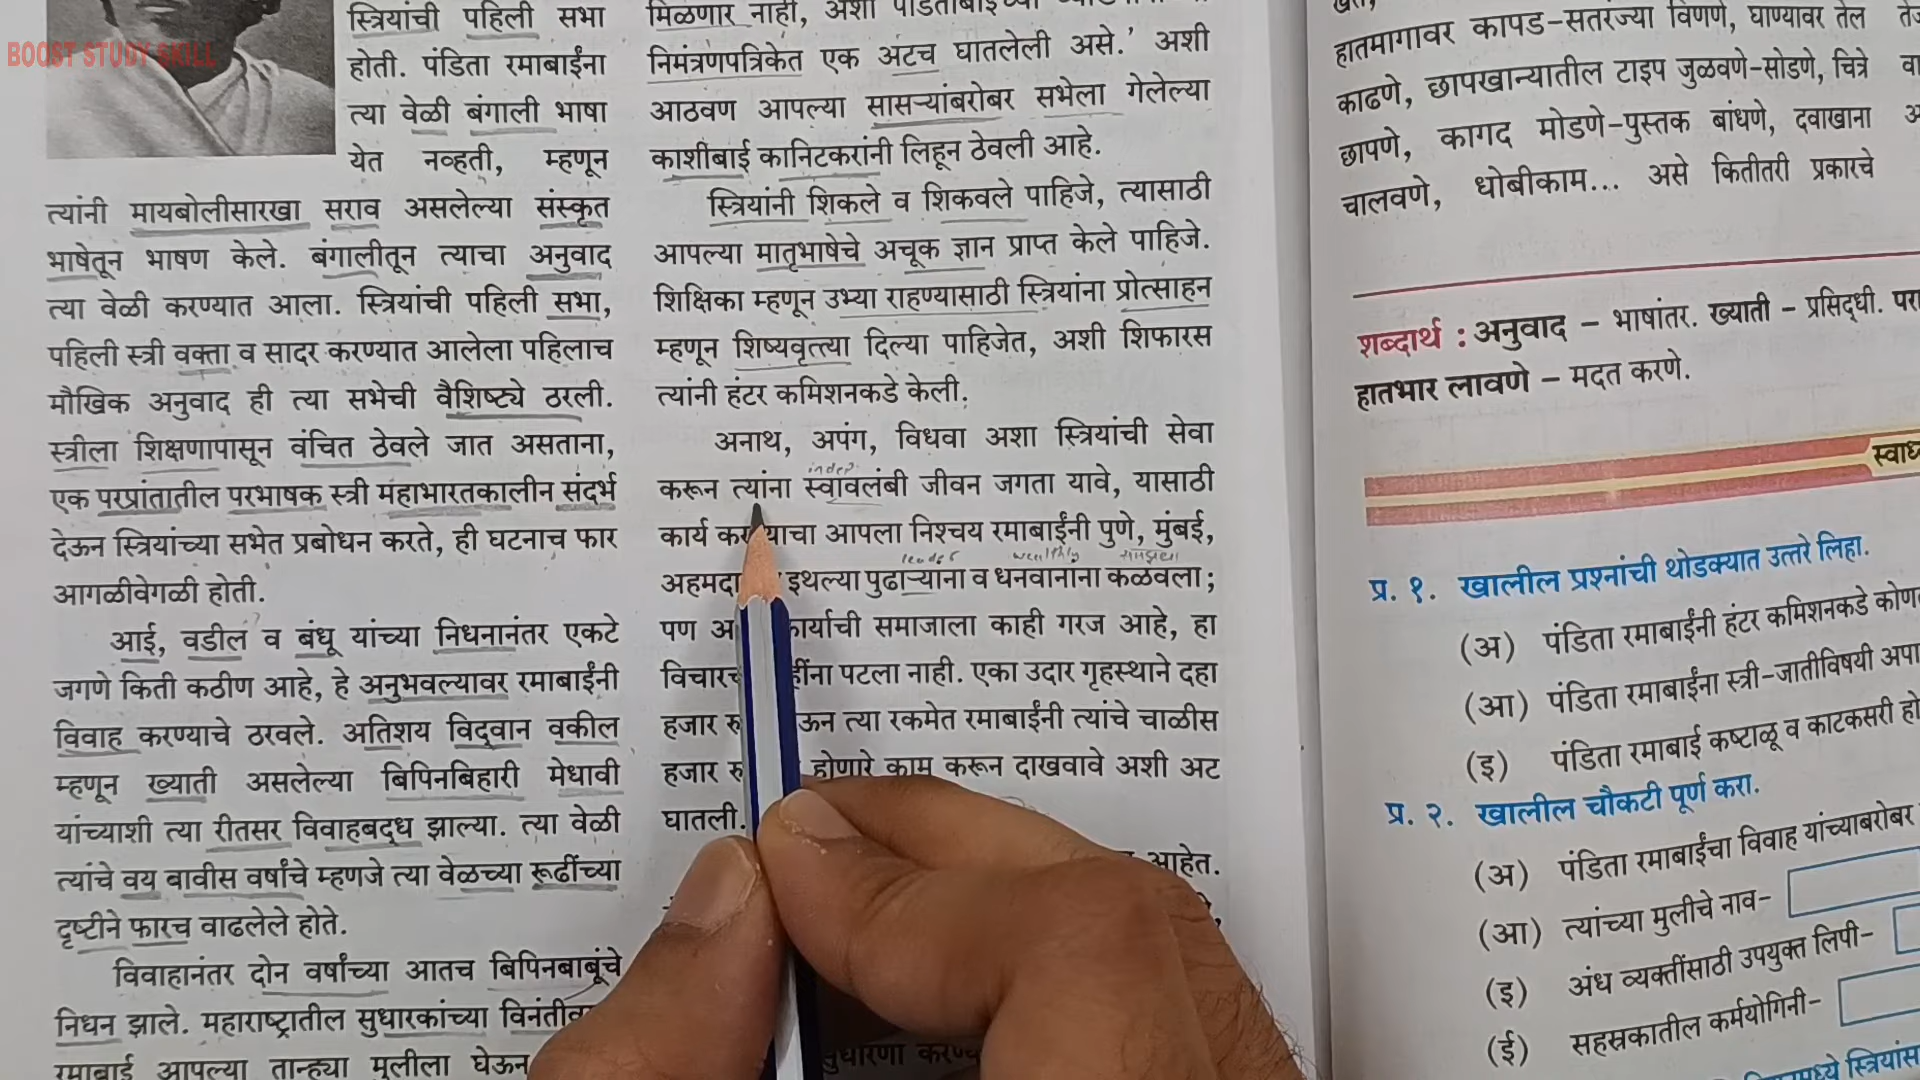 BOOST STUDY SKILL
स्त्रियांची पहिली सभा
होती. पंडिता रमाबाईंना
त्या वेळी बंगाली भाषा
येत नव्हती, म्हणून
त्यांनी मायबोलीसारखा सराव असलेल्या संस्कृत
भाषेतून भाषण केले. बंगालीतून त्याचा अनुवाद
त्या वेळी करण्यात आला. स्त्रियांची पहिली सभा,
पहिली स्त्री वक्ता व सादर करण्यात आलेला पहिलाच
मौखिक अनुवाद ही त्या सभेची वैशिष्ट्ये ठरली.
स्त्रीला शिक्षणापासून वंचित ठेवले जात असताना,
एक परप्रांतातील परभाषक स्त्री महाभारतकालीन संदर्भ
देऊन स्त्रियांच्या सभेत प्रबोधन करते, ही घटनाच फार
आगळीवेगळी होती.
आई, वडील व बंधू यांच्या निधनानंतर एकटे
जगणे किती कठीण आहे, हे अनुभवल्यावर रमाबाईंनी
विवाह करण्याचे ठरवले. अतिशय विद्वान वकील
म्हणून ख्याती असलेल्या बिपिनबिहारी मेधावी
यांच्याशी त्या रीतसर विवाहबद्ध झाल्या. त्या वेळी
त्यांचे वय बावीस वर्षांचे म्हणजे त्या वेळच्या रूढींच्या
दृष्टीने फारच वाढलेले होते.
विवाहानंतर दोन वर्षांच्या आतच बिपिनबाबूंचे
निधन झाले. महाराष्ट्रातील सुधारकांच्या
रमाबाई आपल्या तान्ह्या मुलीला घेऊन
मिळणार नाही, अशी
निमंत्रणपत्रिकेत एक अटच घातलेली असे.’ अशी
आठवण आपल्या सासऱ्यांबरोबर सभेला गेलेल्या
काशीबाई कानिटकरांनी लिहून ठेवली आहे.
स्त्रियांनी शिकले व शिकवले पाहिजे, त्यासाठी
आपल्या मातृभाषेचे अचूक ज्ञान प्राप्त केले पाहिजे.
शिक्षिका म्हणून उभ्या राहण्यासाठी स्त्रियांना प्रोत्साहन
म्हणून शिष्यवृत्त्या दिल्या पाहिजेत, अशी शिफारस
त्यांनी हंटर कमिशनकडे केली.
अनाथ, अपंग, विधवा अशा स्त्रियांची सेवा
indep
करून त्यांना स्वावलंबी जीवन जगता यावे, यासाठी
कार्य आपला निश्चय रमाबाईंनी पुणे, मुंबई,
leader wealthy
इथल्या पुढाऱ्यांना व धनवानांना कळवला;
पण समाजाला काही गरज आहे, हा
पटला नाही. एका उदार गृहस्थाने दहा
हजार त्या रकमेत रमाबाईंनी त्यांचे चाळीस
हजार होणारे काम करून दाखवावे अशी अट
घातली.
आहेत.
सुधारणा
हातमागावर कापड-सतरंज्या विणणे, घाण्यावर तेल
काढणे, छापखान्यातील टाइप जुळवणे-सोडणे, चित्रे
छापणे, कागद मोडणे-पुस्तक बांधणे, दवाखाना
चालवणे, धोबीकाम... असे कितीतरी प्रकारचे
शब्दार्थ : अनुवाद – भाषांतर. ख्याती – प्रसिद्धी.
हातभार लावणे – मदत करणे.
प्र. १. खालील प्रश्नांची थोडक्यात उत्तरे लिहा.
(अ) पंडिता रमाबाईंनी हंटर कमिशनकडे
(आ) पंडिता रमाबाईंना स्त्री-जातीविषयी
(इ) पंडिता रमाबाई कष्टाळू व काटकसरी
प्र. २. खालील चौकटी पूर्ण करा.
(अ) पंडिता रमाबाईंचा विवाह यांच्याबरोबर
(आ) त्यांच्या मुलीचे नाव-
(इ) अंध व्यक्तींसाठी उपयुक्त लिपी-
(ई) सहस्रकातील कर्मयोगिनी-